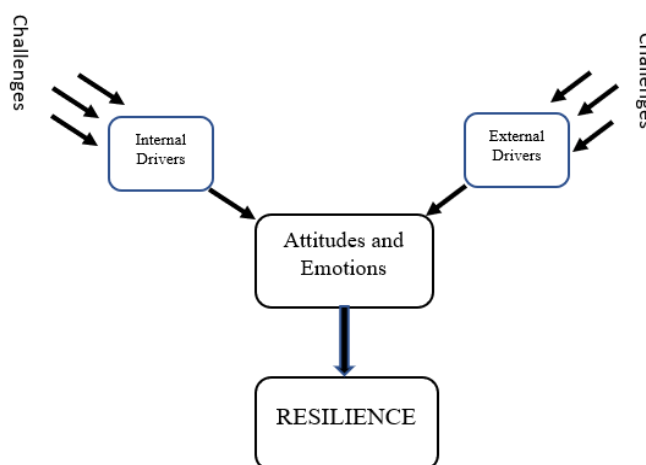 Challenges
Challenges
Internal
Drivers
External
Drivers
Attitudes and
Emotions
RESILIENCE